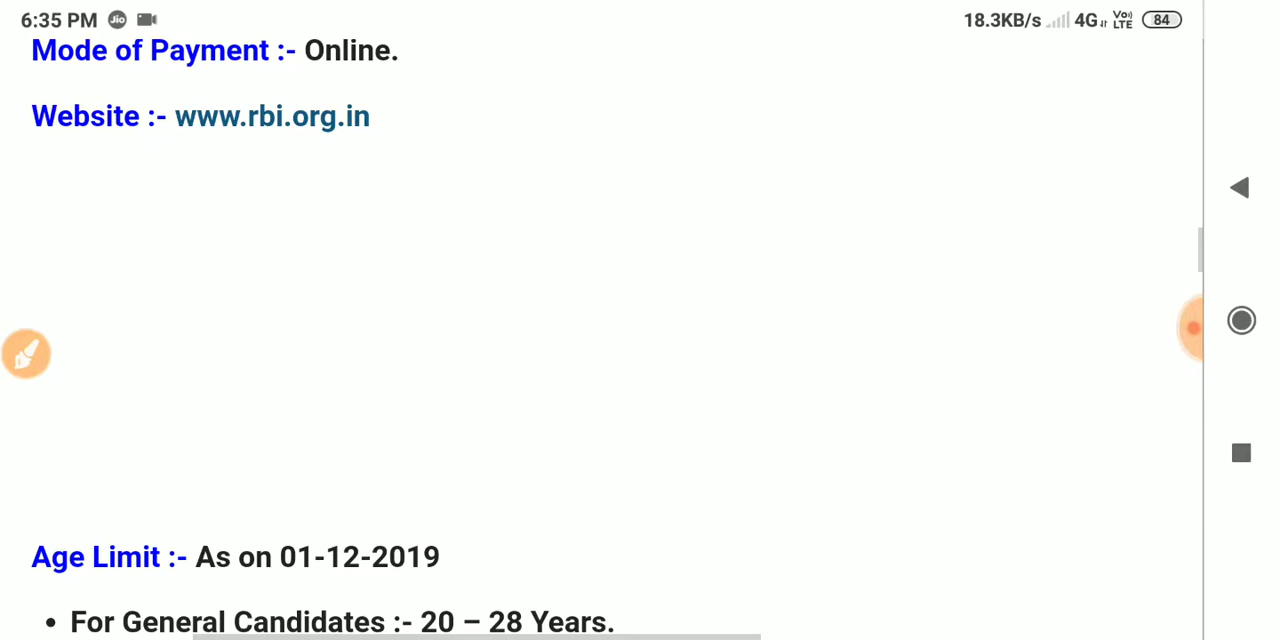 6:35 PM Jio 18.3KB/s 4G Vo) LTE 84
Mode of Payment :- Online.
Website :- www.rbi.org.in
Age Limit :- As on 01-12-2019
• For General Candidates :- 20 – 28 Years.